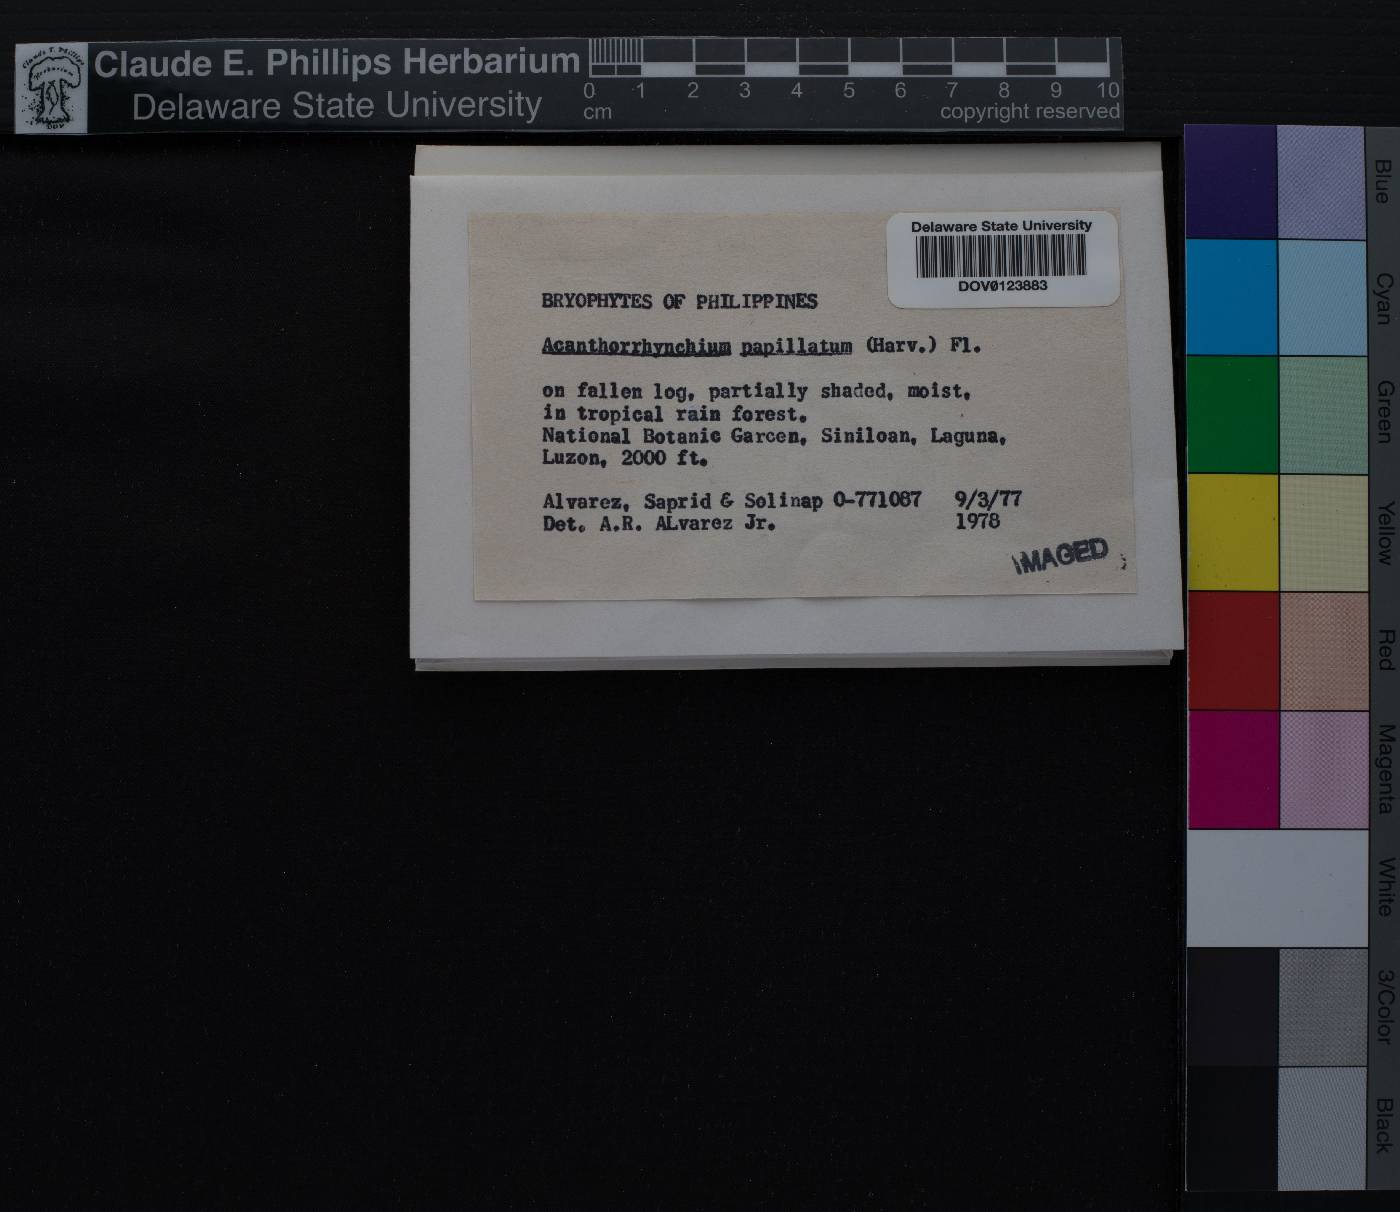 Claude E. Phillips Herbarium
Delaware State University
0 1 2 3 4 5 6 7 8 9 10
cm
copyright reserved
Delaware State University
DOV0123883
BRYOPHYTES OF PHILIPPINES
Acanthorrhynchium papillatum (Harv.) Fl.
on fallen log, partially shaded, moist,
in tropical rain forest.
National Botanic Garcen, Siniloan, Laguna,
Luzon, 2000 ft.
Alvarez, Saprid & Solinap O-771087 9/3/77
Det. A.R. ALvarez Jr. 1978
IMAGED
Blue
Cyan
Green
Yellow
Red
Magenta
White
3/Color
Black